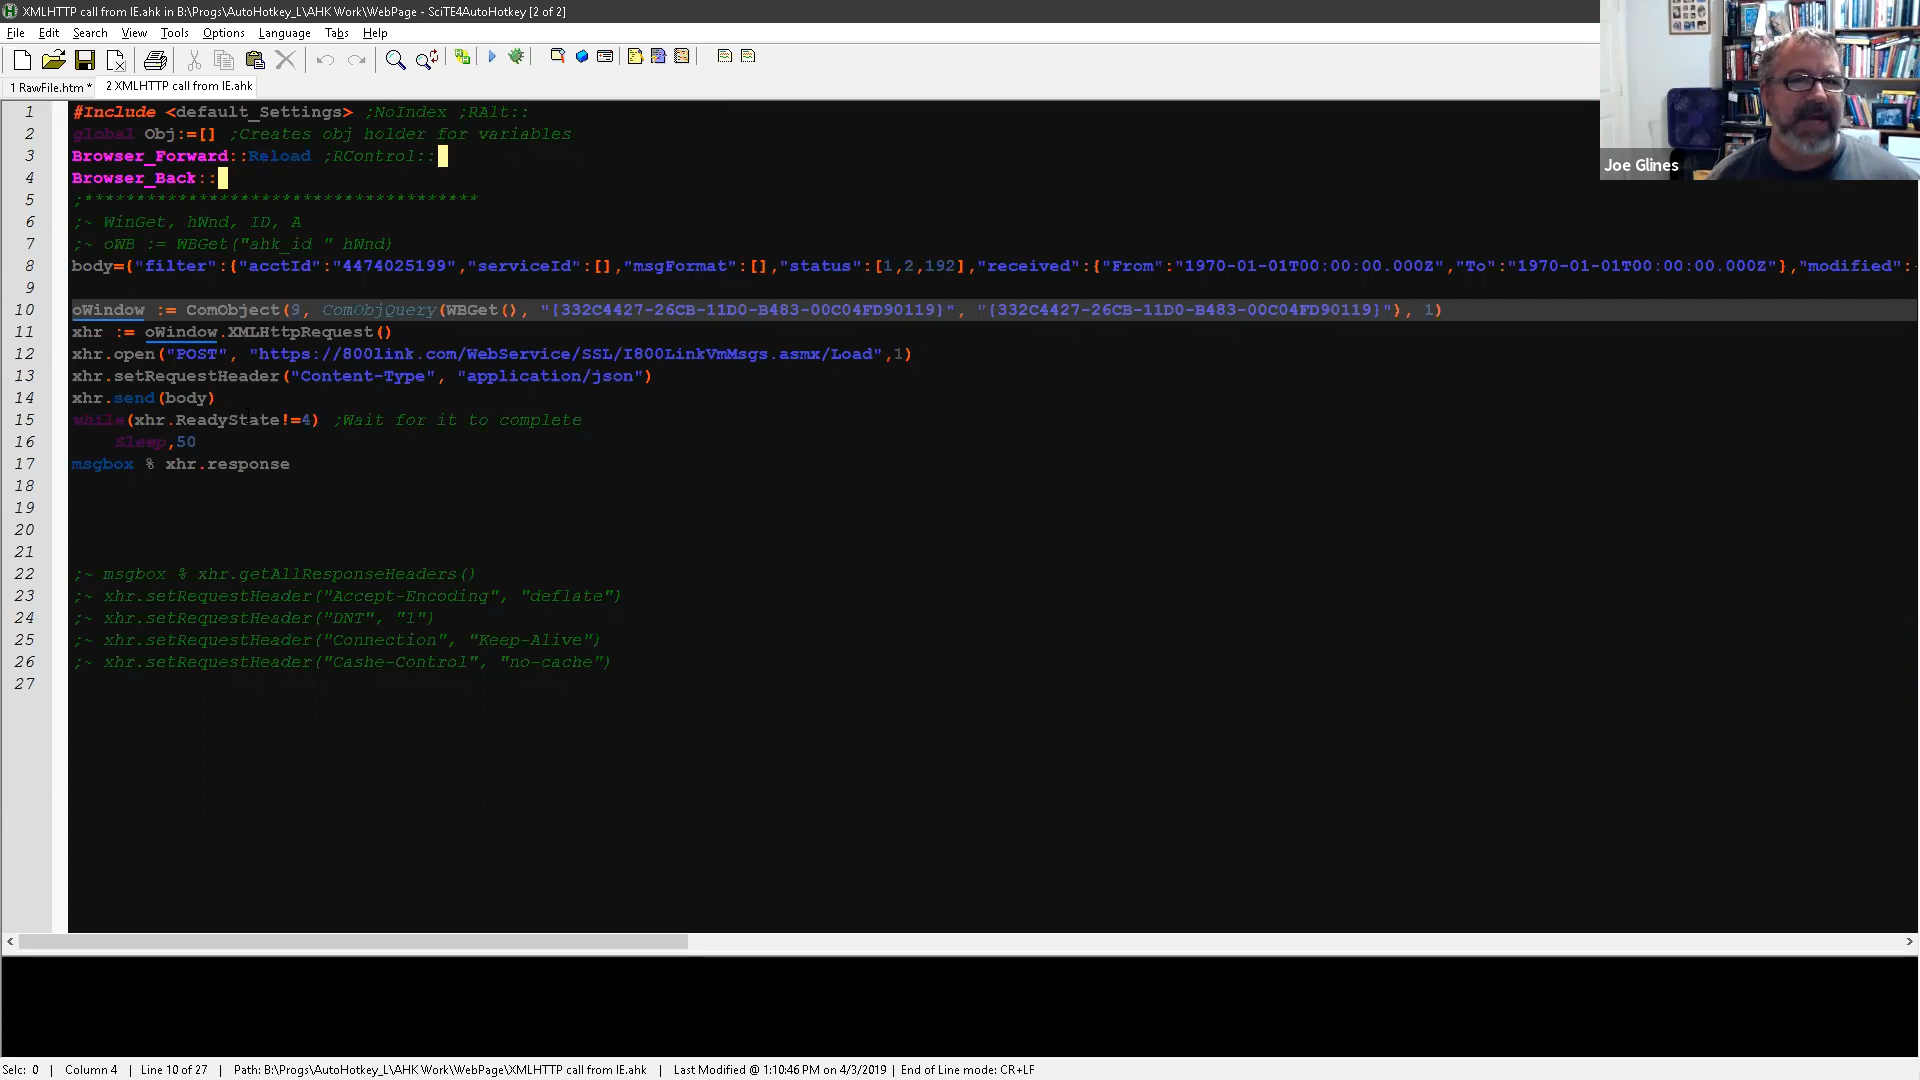 XMLHTTP call from IE.ahk in B:\Progs\AutoHotkey_L\AHK Work\WebPage - SciTE4AutoHotkey [2 of 2]
File Edit Search View Tools Options Language Tabs Help
1 RawFile.htm * 2 XMLHTTP call from IE.ahk
1 #Include <default_Settings> ;NoIndex ;RAlt::
2 global Obj:=[] ;Creates obj holder for variables
3 Browser_Forward::Reload ;RControl::
4 Browser_Back::
5 ;**************************************
6 ;~ WinGet, hWnd, ID, A
7 ;~ oWB := WBGet("ahk_id " hWnd)
8 body={"filter":{"acctId":"4474025199","serviceId":[],"msgFormat":[],"status":[1,2,192],"received":{"From":"1970-01-01T00:00:00.000Z","To":"1970-01-01T00:00:00.000Z"},"modified":
9
10 oWindow := ComObject(9, ComObjQuery(WBGet(), "{332C4427-26CB-11D0-B483-00C04FD90119}", "{332C4427-26CB-11D0-B483-00C04FD90119}"), 1)
11 xhr := oWindow.XMLHttpRequest()
12 xhr.open("POST", "https://800link.com/WebService/SSL/I800LinkVmMsgs.asmx/Load",1)
13 xhr.setRequestHeader("Content-Type", "application/json")
14 xhr.send(body)
15 while(xhr.ReadyState!=4) ;Wait for it to complete
16 Sleep,50
17 msgbox % xhr.response
18
19
20
21
22 ;~ msgbox % xhr.getAllResponseHeaders()
23 ;~ xhr.setRequestHeader("Accept-Encoding", "deflate")
24 ;~ xhr.setRequestHeader("DNT", "1")
25 ;~ xhr.setRequestHeader("Connection", "Keep-Alive")
26 ;~ xhr.setRequestHeader("Cashe-Control", "no-cache")
27
Joe Glines
Selc: 0 | Column 4 | Line 10 of 27 | Path: B:\Progs\AutoHotkey_L\AHK Work\WebPage\XMLHTTP call from IE.ahk | Last Modified @ 1:10:46 PM on 4/3/2019 | End of Line mode: CR+LF